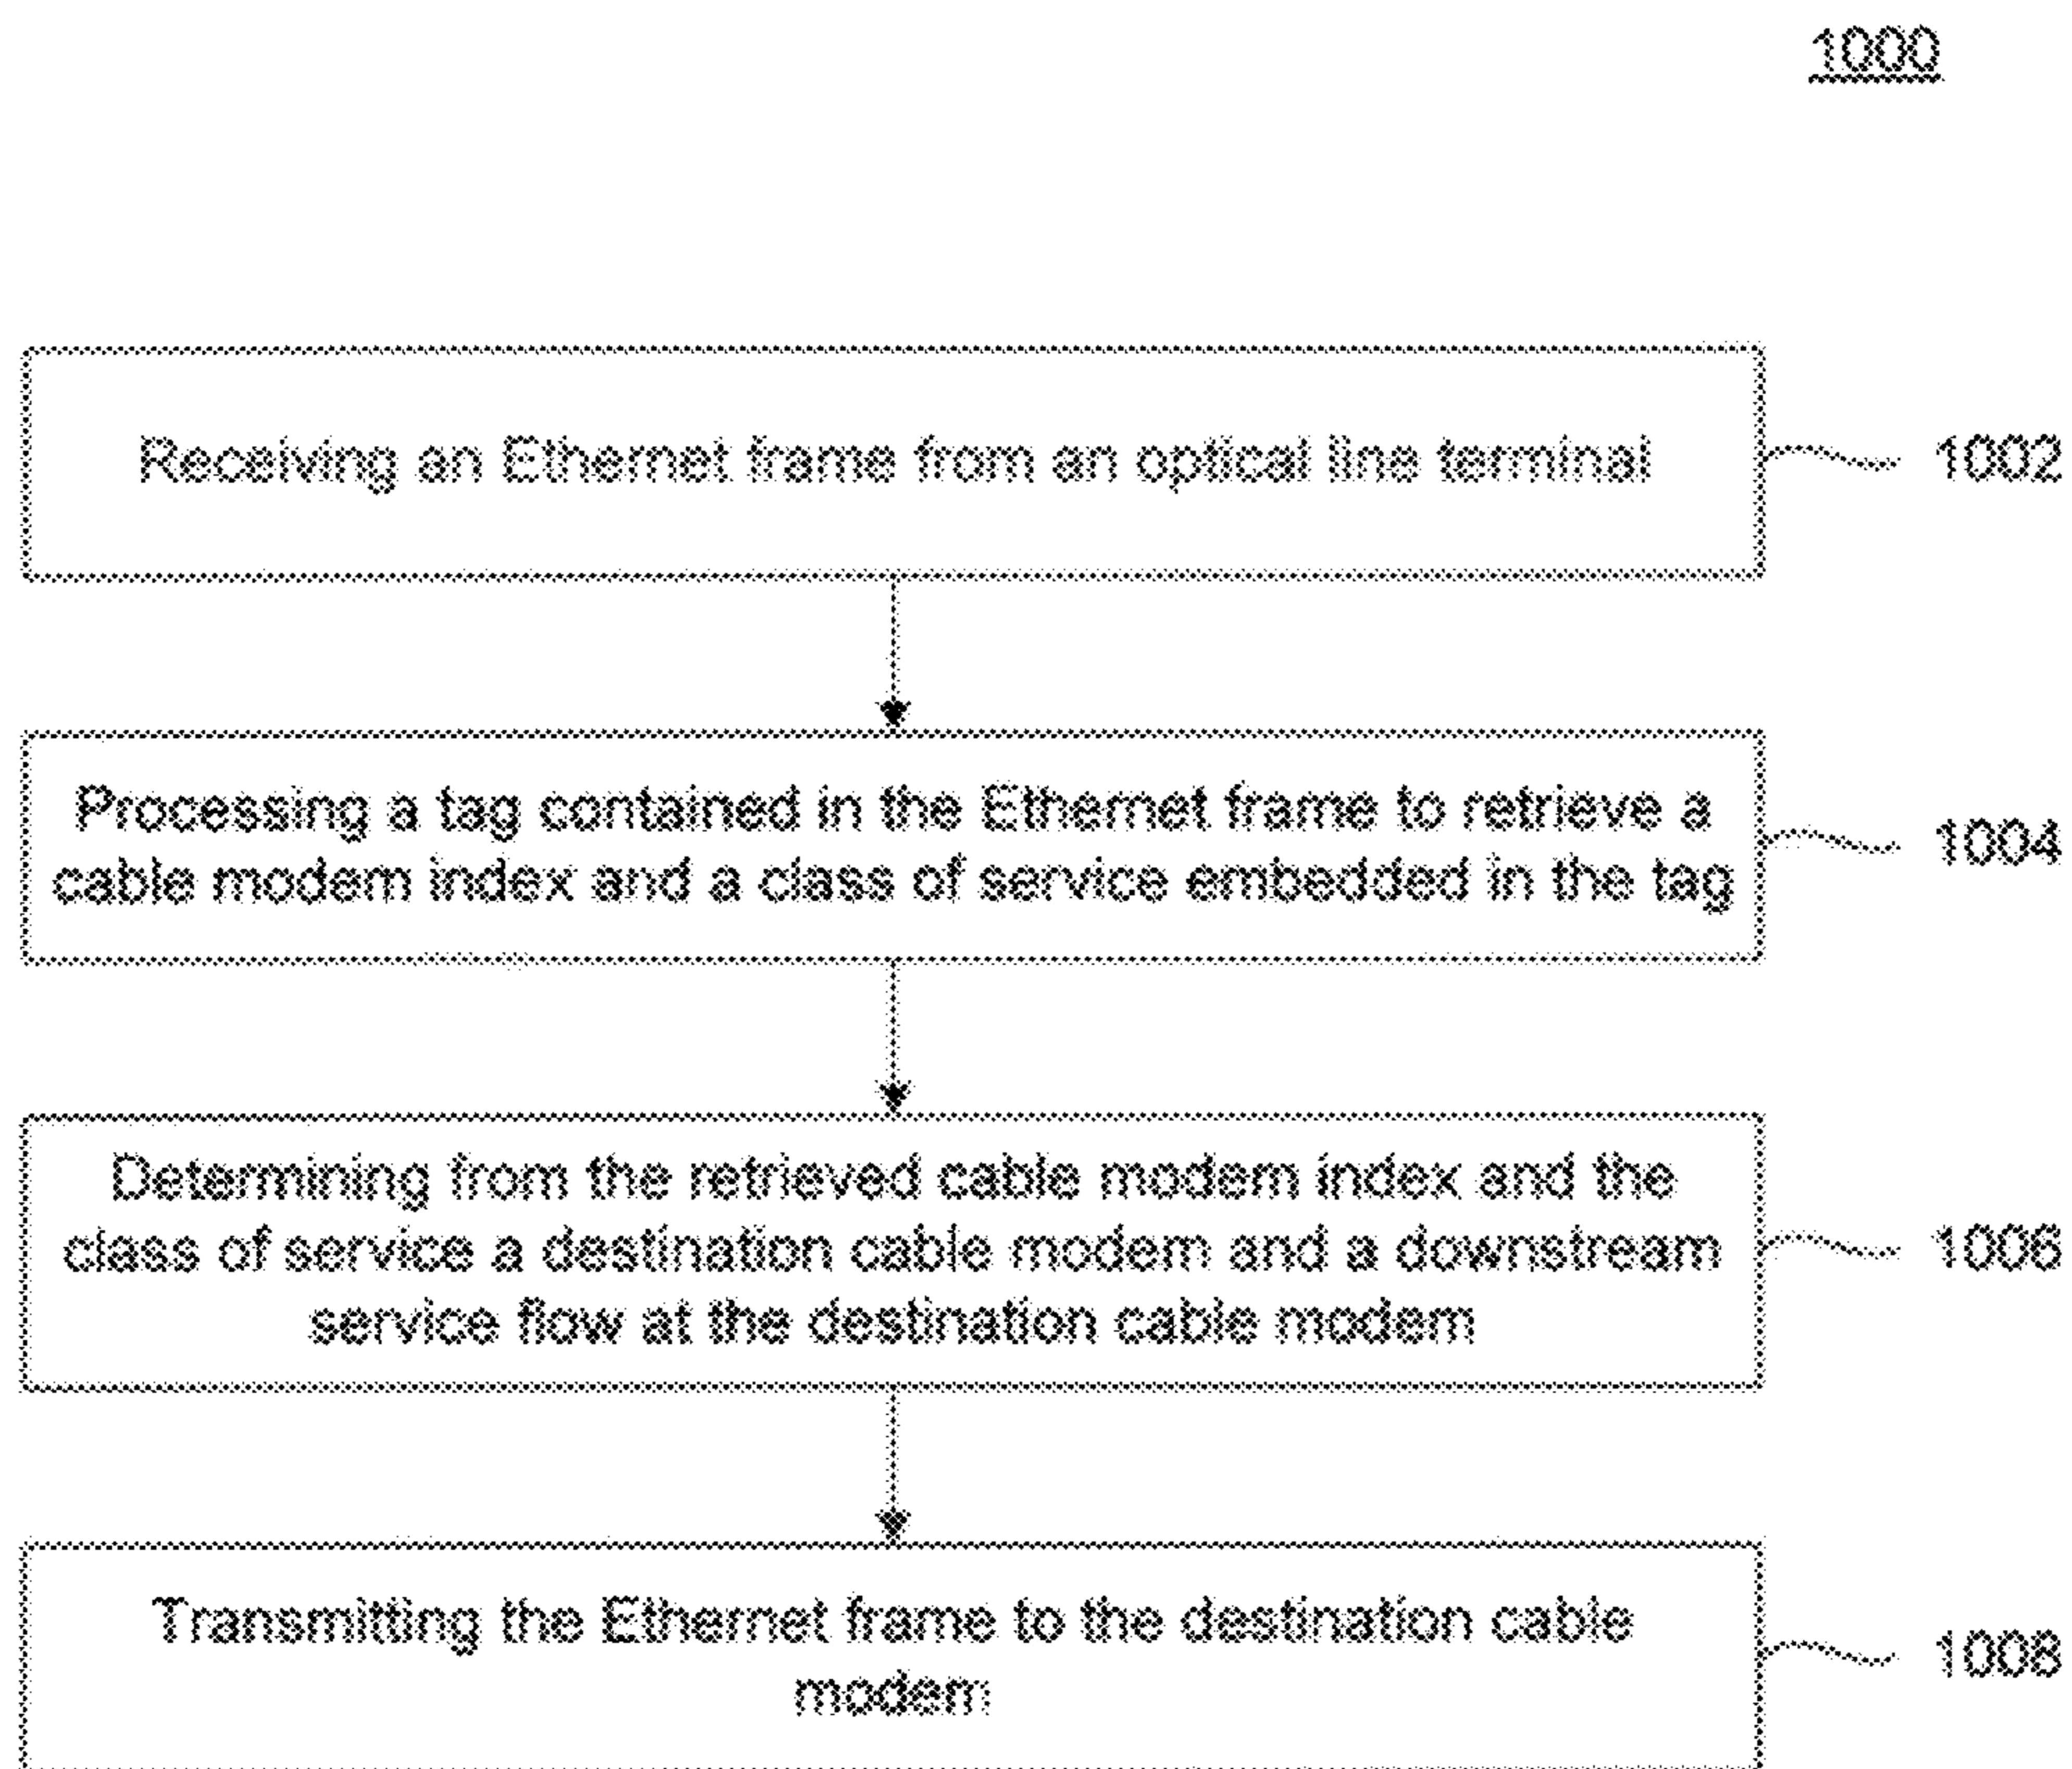 1000
Receiving an Ethernet frame from an optical line terminal
1002
Processing a tag contained in the Ethernet frame to retrieve a
cable modem index and a class of service embedded in the tag
1004
Determining from the retrieved cable modem index and the
class of service a destination cable modem and a downstream
service flow at the destination cable modem
1006
Transmitting the Ethernet frame to the destination cable
modem
1008